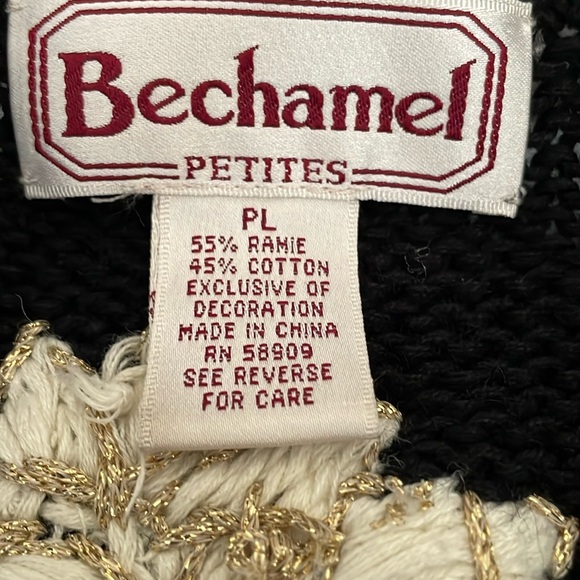 Bechamel
PETITES
PL
55% RAMIE
45% COTTON
EXCLUSIVE OF
DECORATION
MADE IN CHINA
RN 58909
SEE REVERSE
FOR CARE